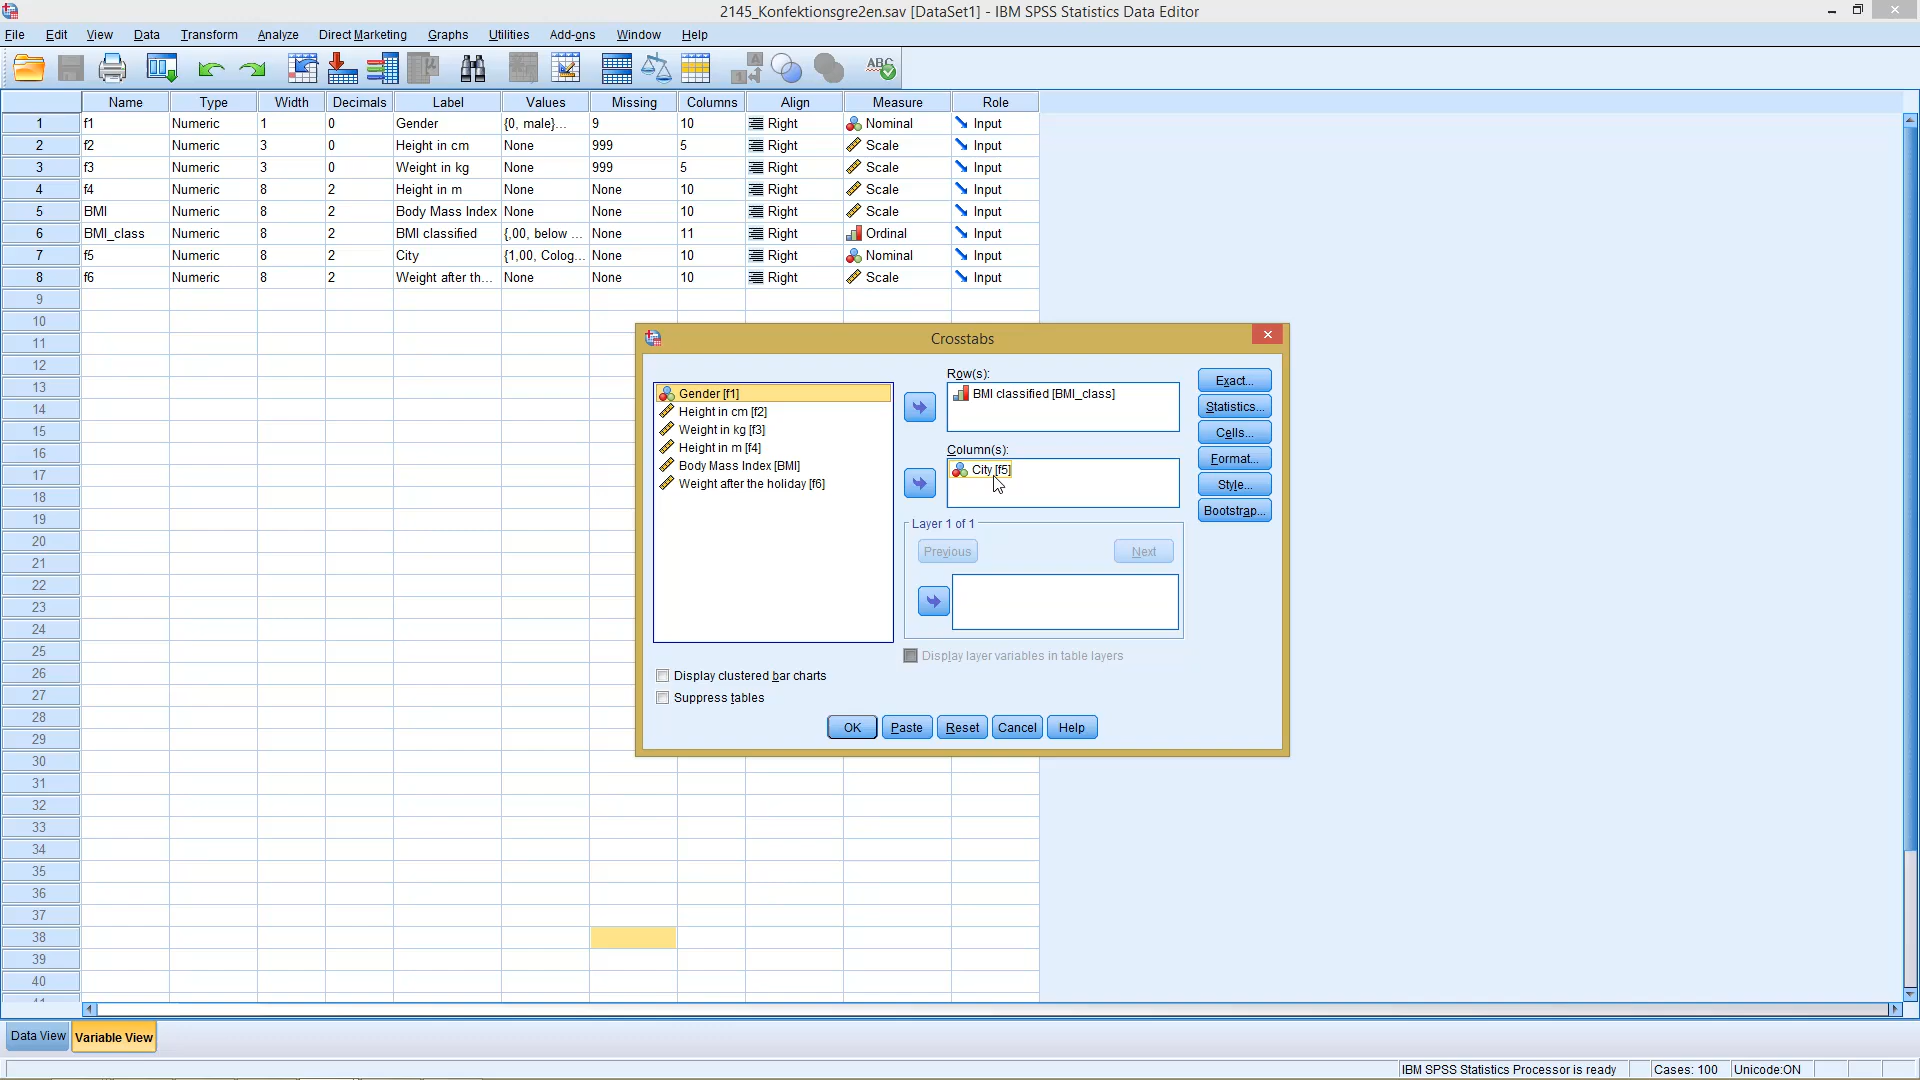 2145_Konfektionsgre2en.sav [DataSet1] - IBM SPSS Statistics Data Editor
File Edit View Data Transform Analyze Direct Marketing Graphs Utilities Add-ons Window Help
Name Type Width Decimals Label Values Missing Columns Align Measure Role
1 f1 Numeric 1 0 Gender {0, male}... 9 10 Right Nominal Input
2 f2 Numeric 3 0 Height in cm None 999 5 Right Scale Input
3 f3 Numeric 3 0 Weight in kg None 999 5 Right Scale Input
4 f4 Numeric 8 2 Height in m None None 10 Right Scale Input
5 BMI Numeric 8 2 Body Mass Index None None 10 Right Scale Input
6 BMI_class Numeric 8 2 BMI classified {,00, below ... None 11 Right Ordinal Input
7 f5 Numeric 8 2 City {1,00, Colog... None 10 Right Nominal Input
8 f6 Numeric 8 2 Weight after th... None None 10 Right Scale Input
9
10
11
12
13
14
15
16
17
18
19
20
21
22
23
24
25
26
27
28
29
30
31
32
33
34
35
36
37
38
39
40
Crosstabs
Gender [f1]
Height in cm [f2]
Weight in kg [f3]
Height in m [f4]
Body Mass Index [BMI]
Weight after the holiday [f6]
Row(s):
BMI classified [BMI_class]
Column(s):
City [f5]
Layer 1 of 1
Previous Next
Display layer variables in table layers
Exact...
Statistics...
Cells...
Format...
Style...
Bootstrap...
Display clustered bar charts
Suppress tables
OK Paste Reset Cancel Help
Data View Variable View
IBM SPSS Statistics Processor is ready Cases: 100 Unicode:ON